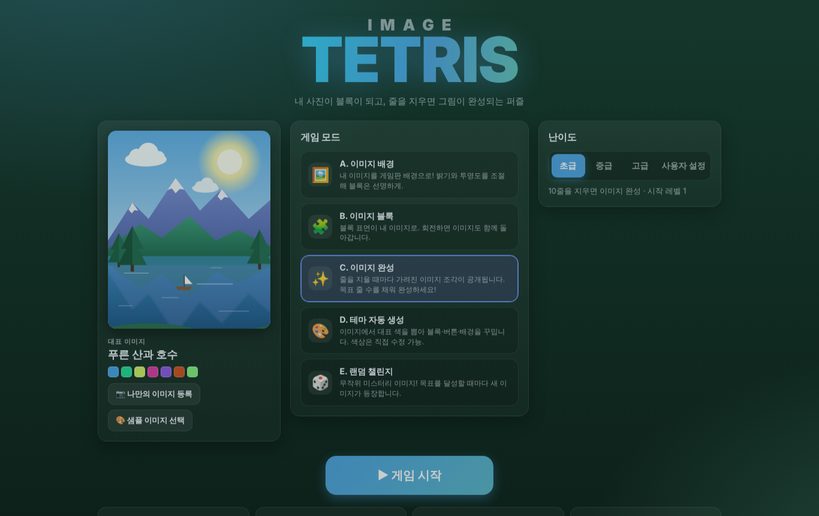 IMAGE
TETRIS
내 사진이 블록이 되고, 줄을 지우면 그림이 완성되는 퍼즐
대표 이미지
푸른 산과 호수
📷 나만의 이미지 등록
🎨 샘플 이미지 선택
게임 모드
A. 이미지 배경
내 이미지를 게임판 배경으로! 밝기와 투명도를 조절
해 블록은 선명하게.
B. 이미지 블록
블록 표면이 내 이미지로. 회전하면 이미지도 함께 돌
아갑니다.
C. 이미지 완성
줄을 지울 때마다 가려진 이미지 조각이 공개됩니다.
목표 줄 수를 채워 완성하세요!
D. 테마 자동 생성
이미지에서 대표 색을 뽑아 블록·버튼·배경을 꾸밉니
다. 색상은 직접 수정 가능.
E. 랜덤 챌린지
무작위 미스터리 이미지! 목표를 달성할 때마다 새 이
미지가 등장합니다.
난이도
초급 중급 고급 사용자 설정
10줄을 지우면 이미지 완성 · 시작 레벨 1
▶ 게임 시작